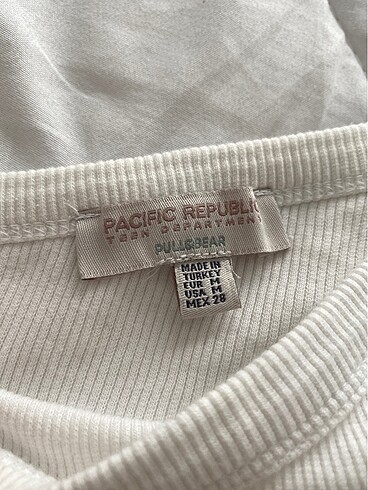 PACIFIC REPUBLIC
TEEN DEPARTMENT
PULL&BEAR
MADE IN
TURKEY
EUR M
USA M
MEX 28